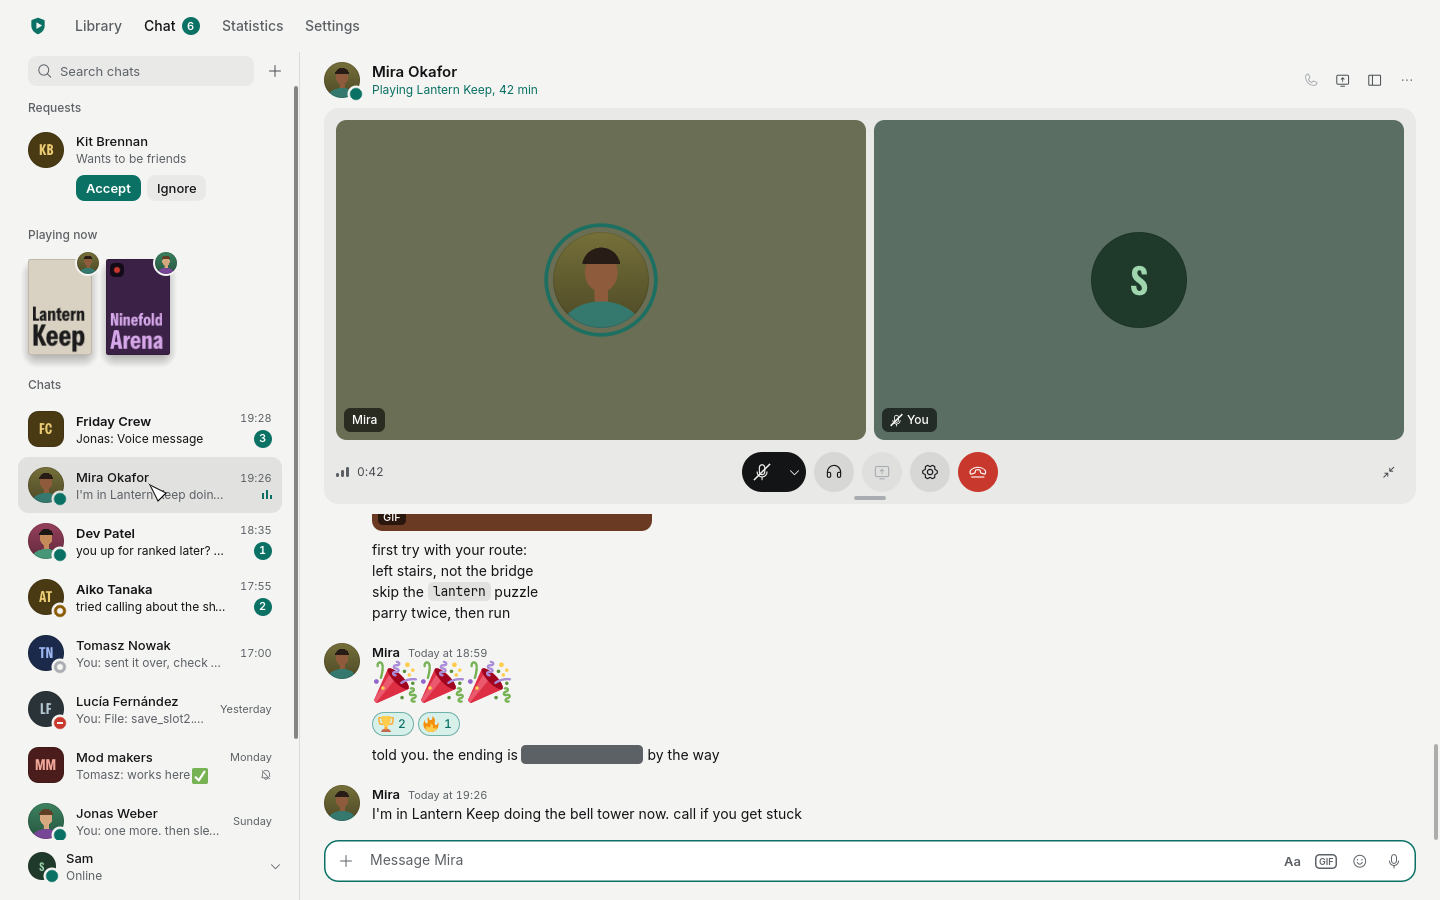 Library
Chat 6
Statistics
Settings
Search chats
Requests
KB
Kit Brennan
Wants to be friends
Accept
Ignore
Playing now
Lantern
Keep
Ninefold
Arena
Chats
FC
Friday Crew
19:28
Jonas: Voice message
3
Mira Okafor
19:26
I'm in Lantern Keep doin...
Dev Patel
18:35
you up for ranked later? ...
1
AT
Aiko Tanaka
17:55
tried calling about the sh...
2
TN
Tomasz Nowak
17:00
You: sent it over, check ...
LF
Lucía Fernández
Yesterday
You: File: save_slot2....
MM
Mod makers
Monday
Tomasz: works here ✅
Jonas Weber
Sunday
You: one more. then sle...
S
Sam
Online
Mira Okafor
Playing Lantern Keep, 42 min
S
Mira
You
0:42
GIF
first try with your route:
left stairs, not the bridge
skip the lantern puzzle
parry twice, then run
Mira Today at 18:59
🎉🎉🎉
🏆 2 🔥 1
told you. the ending is by the way
Mira Today at 19:26
I'm in Lantern Keep doing the bell tower now. call if you get stuck
Message Mira
Aa
GIF